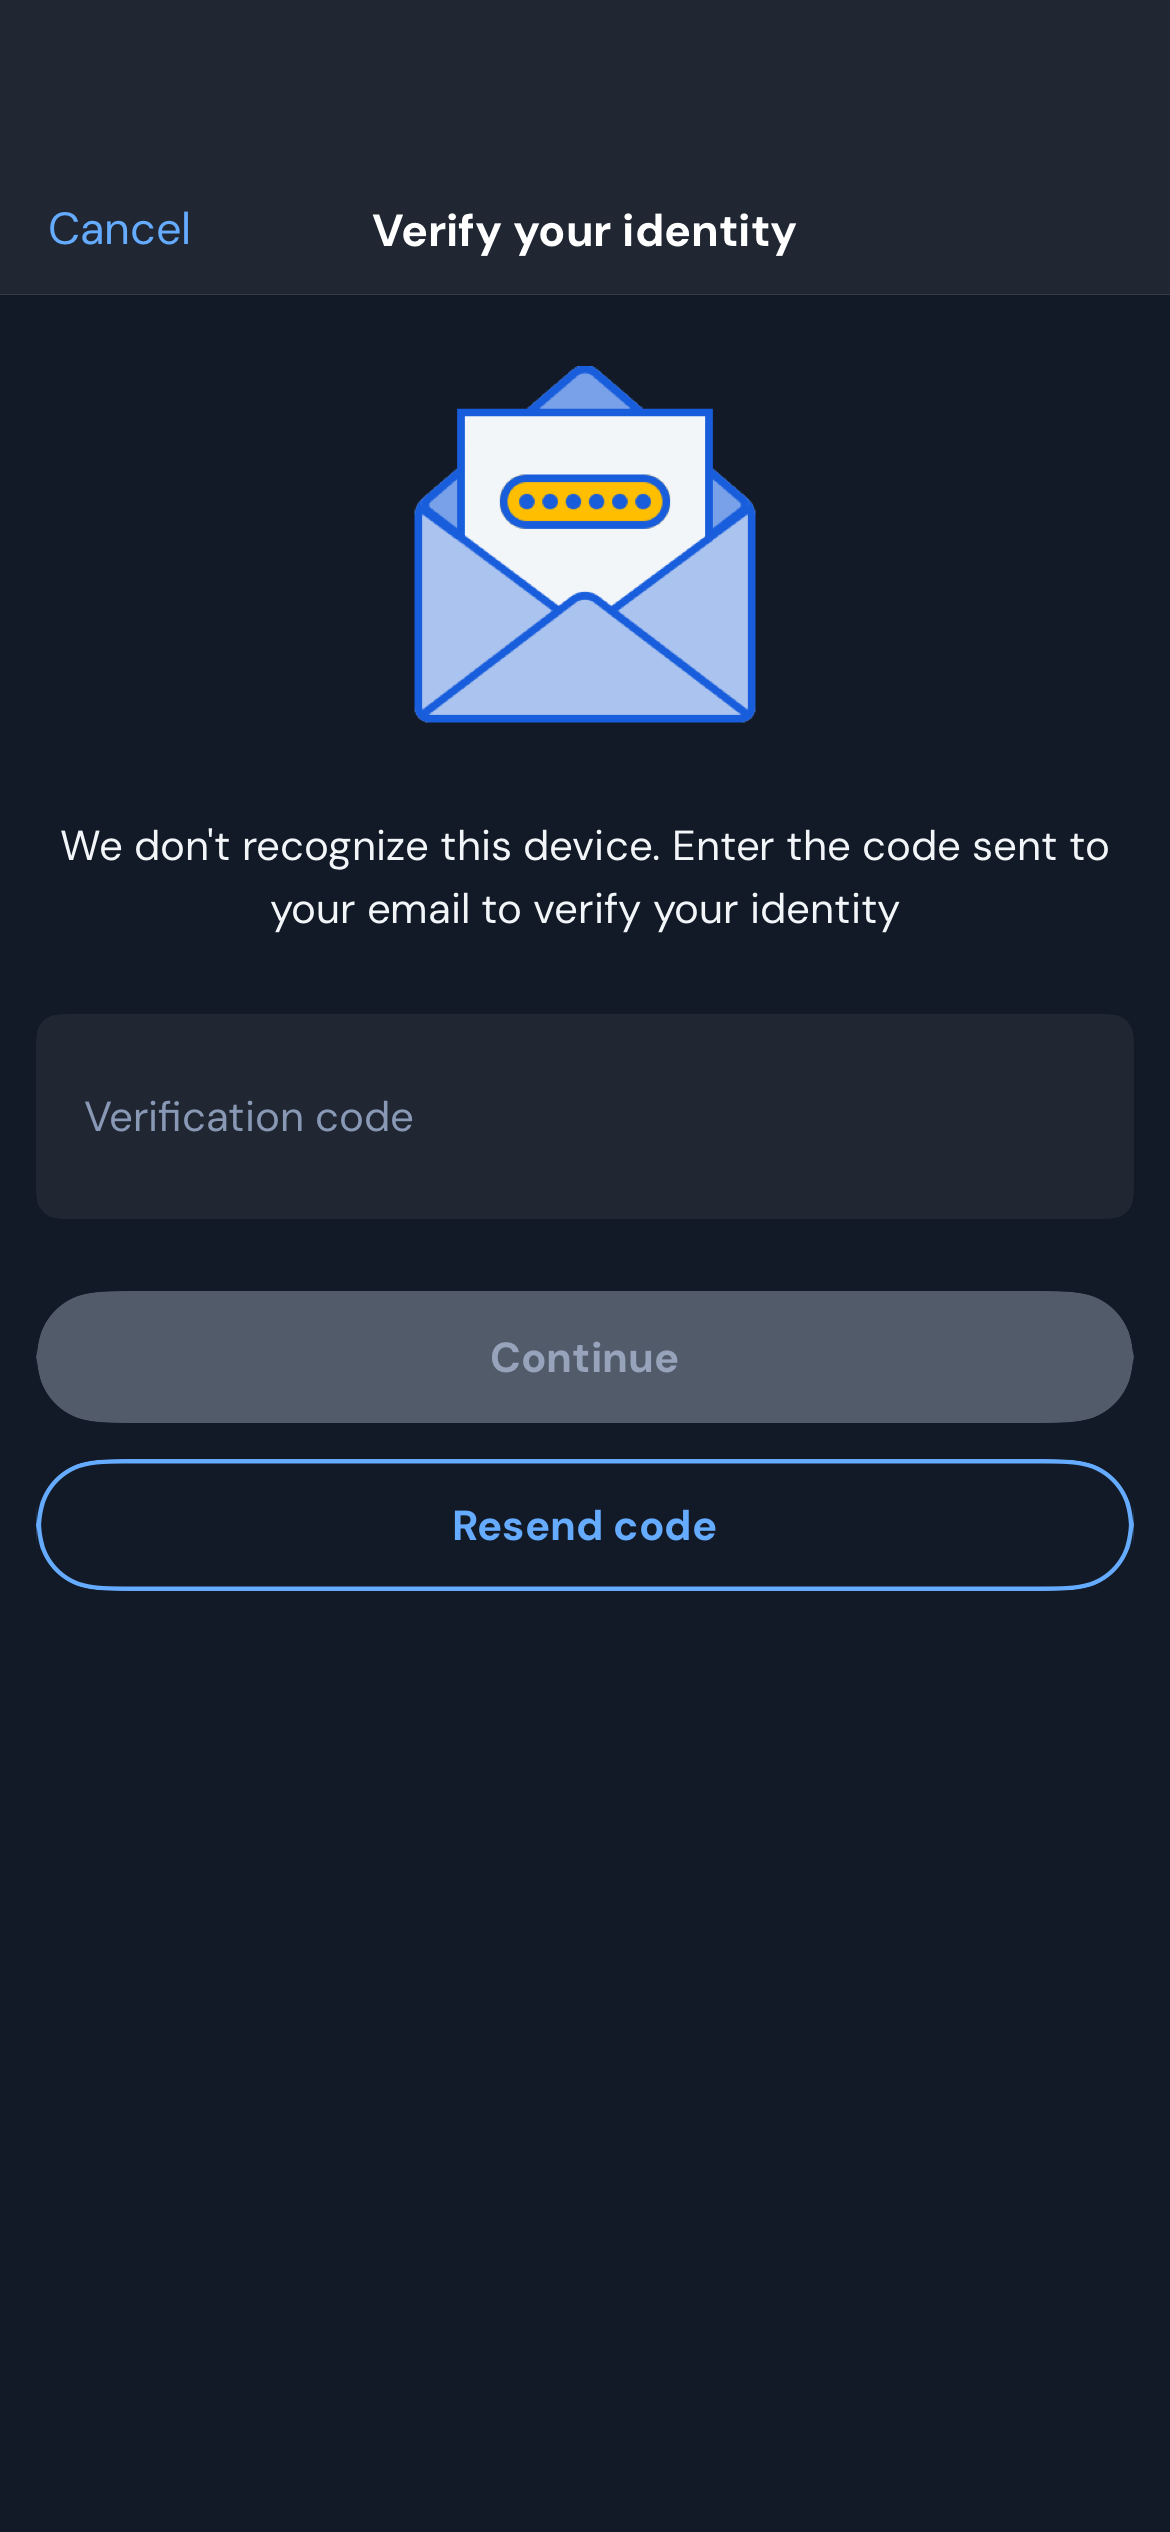 Cancel
Verify your identity
We don't recognize this device. Enter the code sent to
your email to verify your identity
Verification code
Continue
Resend code